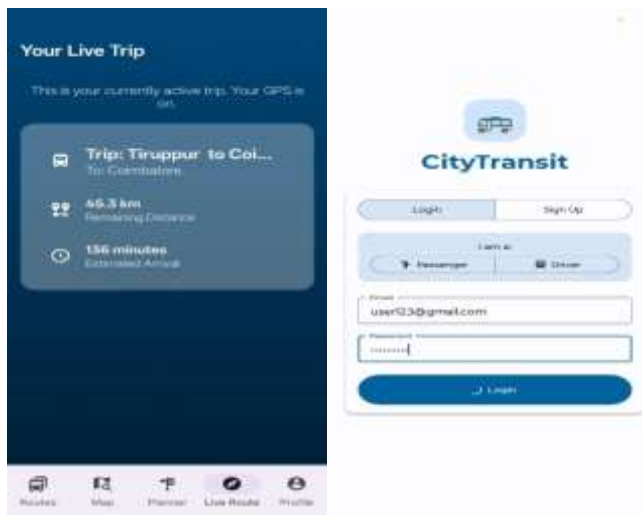 Your Live Trip
This is your currently active trip. Your GPS is
on.
Trip: Tiruppur to Coi...
To: Coimbatore
46.3 km
Remaining Distance
136 minutes
Estimated Arrival
Routes
Map
Planner
Live Route
Profile
CityTransit
Login
Sign Up
I am a:
Passenger
Driver
Email
user123@gmail.com
Password
Login